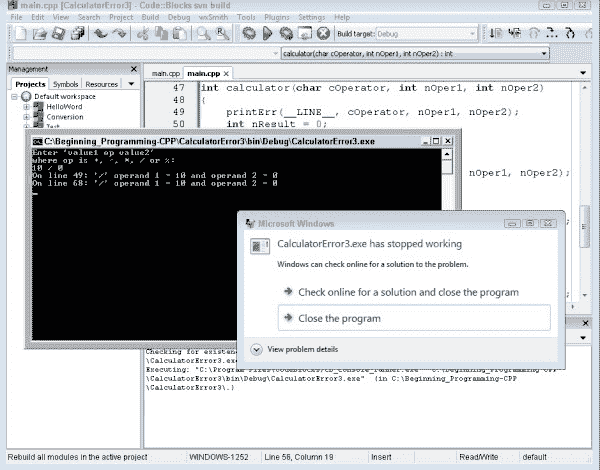 main.cpp [CalculatorError3] - Code::Blocks svn build
File Edit View Search Project Build Debug wxSmith Tools Plugins Settings Help
Build target: Debug
calculator(char cOperator, int nOper1, int nOper2) : int
Management
Projects Symbols Resources
Default workspace
HelloWord
Conversion
main.cpp main.cpp
47 int calculator(char cOperator, int nOper1, int nOper2)
48 {
49 printErr(__LINE__, cOperator, nOper1, nOper2);
50 int nResult = 0;
nOper1, nOper2);
C:\Beginning_Programming-CPP\CalculatorError3\bin\Debug\CalculatorError3.exe
Enter 'value1 op value2'
where op is +, -, *, / or %:
10 / 0
On line 49: '/' operand 1 = 10 and operand 2 = 0
On line 68: '/' operand 1 = 10 and operand 2 = 0
Microsoft Windows
CalculatorError3.exe has stopped working
Windows can check online for a solution to the problem.
Check online for a solution and close the program
Close the program
View problem details
Checking for existen
\CalculatorError3.ex
Executing: "C:\Program
\CalculatorError3\bin\Debug\CalculatorError3.exe" (in C:\Beginning_Programming-CPP
\CalculatorError3\.)
Rebuild all modules in the active project WINDOWS-1252 Line 56, Column 19 Insert Read/Write default